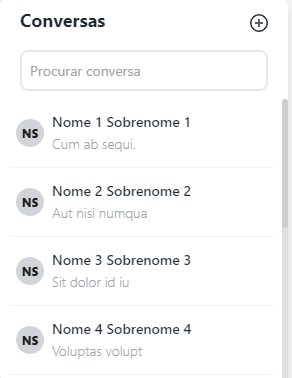 Conversas
Procurar conversa
NS
Nome 1 Sobrenome 1
Cum ab sequi.
NS
Nome 2 Sobrenome 2
Aut nisi numqua
NS
Nome 3 Sobrenome 3
Sit dolor id iu
NS
Nome 4 Sobrenome 4
Voluptas volupt